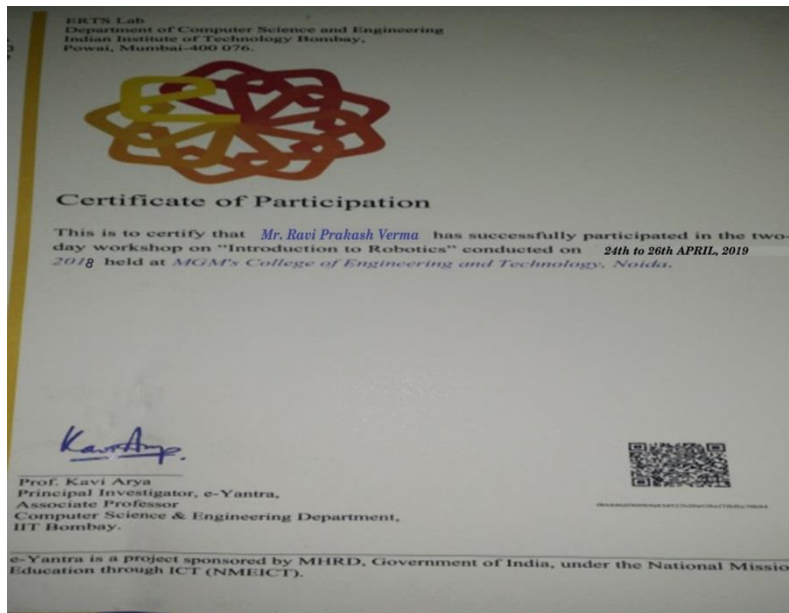 ERTS Lab
Department of Computer Science and Engineering
Indian Institute of Technology Bombay,
Powai, Mumbai-400 076.
e
Certificate of Participation
This is to certify that Mr. Ravi Prakash Verma has successfully participated in the two-
day workshop on "Introduction to Robotics" conducted on 24th to 26th APRIL, 2019
2018 held at MGM's College of Engineering and Technology, Noida.
Kavi Arya
Prof. Kavi Arya
Principal Investigator, e-Yantra,
Associate Professor
Computer Science & Engineering Department,
IIT Bombay.
e-Yantra is a project sponsored by MHRD, Government of India, under the National Missio
Education through ICT (NMEICT).